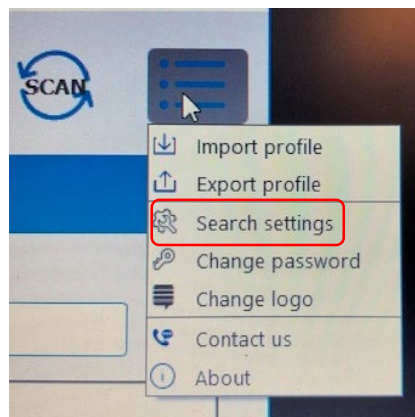 SCAN
Import profile
Export profile
Search settings
Change password
Change logo
Contact us
About